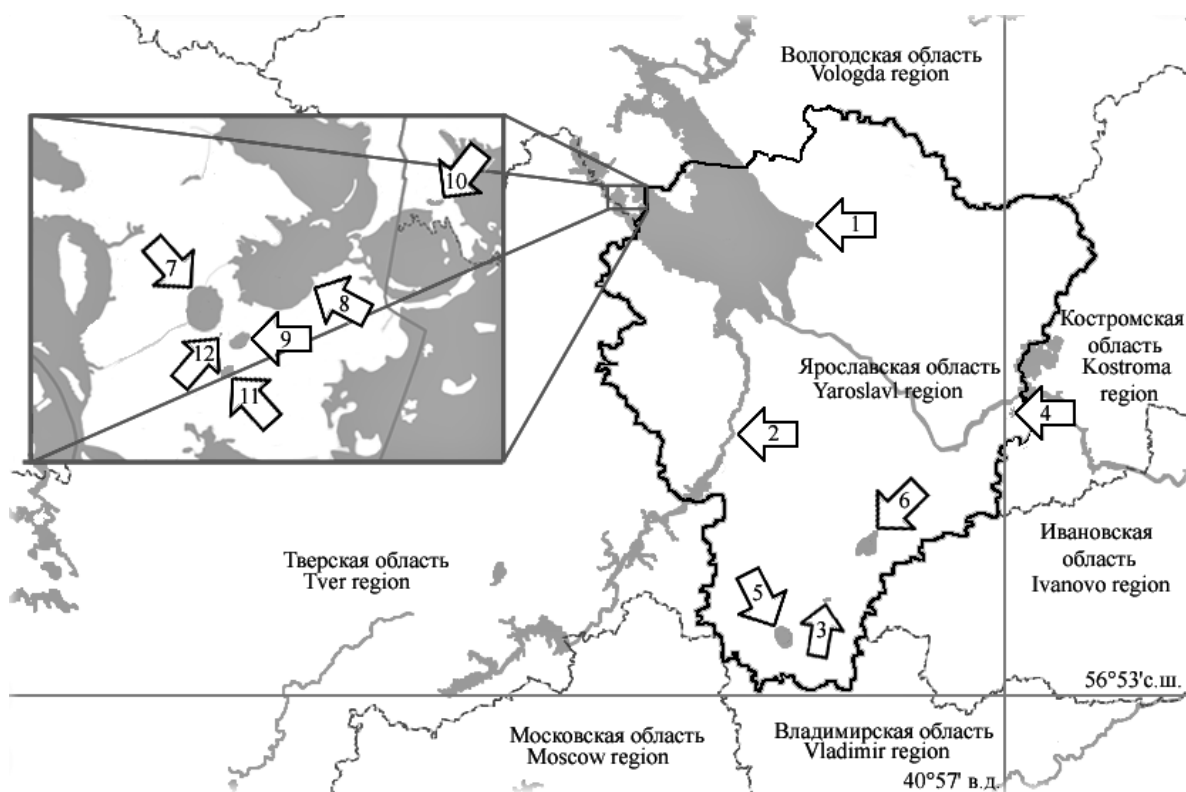 Вологодская область
Vologda region
10
1
7
8
9
12
11
Костромская
область
Kostroma
region
Ярославская область
Yaroslavl region
4
2
6
Ивановская
область
Ivanovo region
Тверская область
Tver region
5
3
56°53'с.ш.
Московская область
Moscow region
Владимирская область
Vladimir region
40°57' в.д.